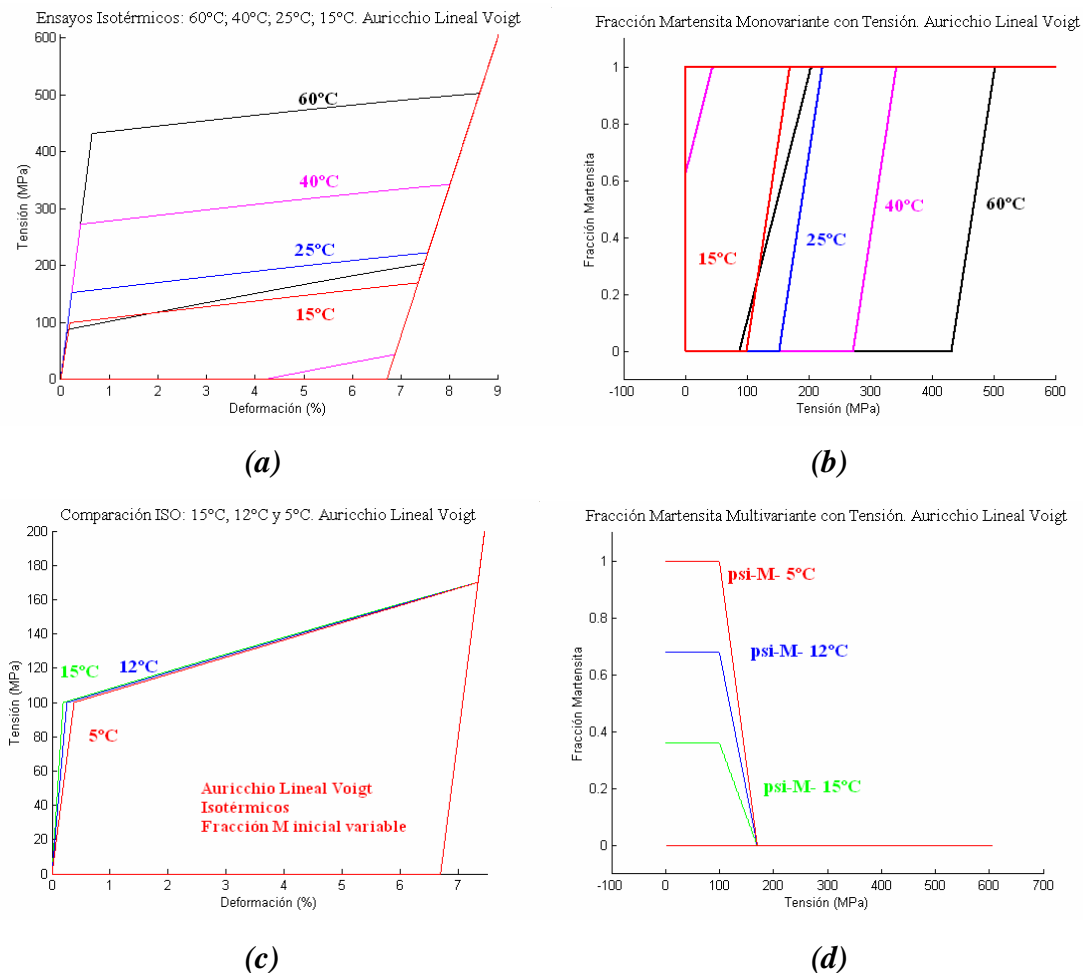 Ensayos Isotérmicos: 60ºC; 40ºC; 25ºC; 15ºC. Auricchio Lineal Voigt
600
500
400
300
200
100
0
Tensión (MPa)
60ºC
40ºC
25ºC
15ºC
0 1 2 3 4 5 6 7 8 9
Deformación (%)
(a)
Fracción Martensita Monovariante con Tensión. Auricchio Lineal Voigt
1
0.8
0.6
0.4
0.2
0
Fracción Martensita
15ºC
25ºC
40ºC
60ºC
-100 0 100 200 300 400 500 600
Tensión (MPa)
(b)
Comparación ISO: 15ºC, 12ºC y 5ºC. Auricchio Lineal Voigt
200
180
160
140
120
100
80
60
40
20
0
Tensión (MPa)
15ºC
12ºC
5ºC
Auricchio Lineal Voigt
Isotérmicos
Fracción M inicial variable
0 1 2 3 4 5 6 7
Deformación (%)
(c)
Fracción Martensita Multivariante con Tensión. Auricchio Lineal Voigt
1
0.8
0.6
0.4
0.2
0
Fracción Martensita
psi-M- 5ºC
psi-M- 12ºC
psi-M- 15ºC
-100 0 100 200 300 400 500 600 700
Tensión (MPa)
(d)